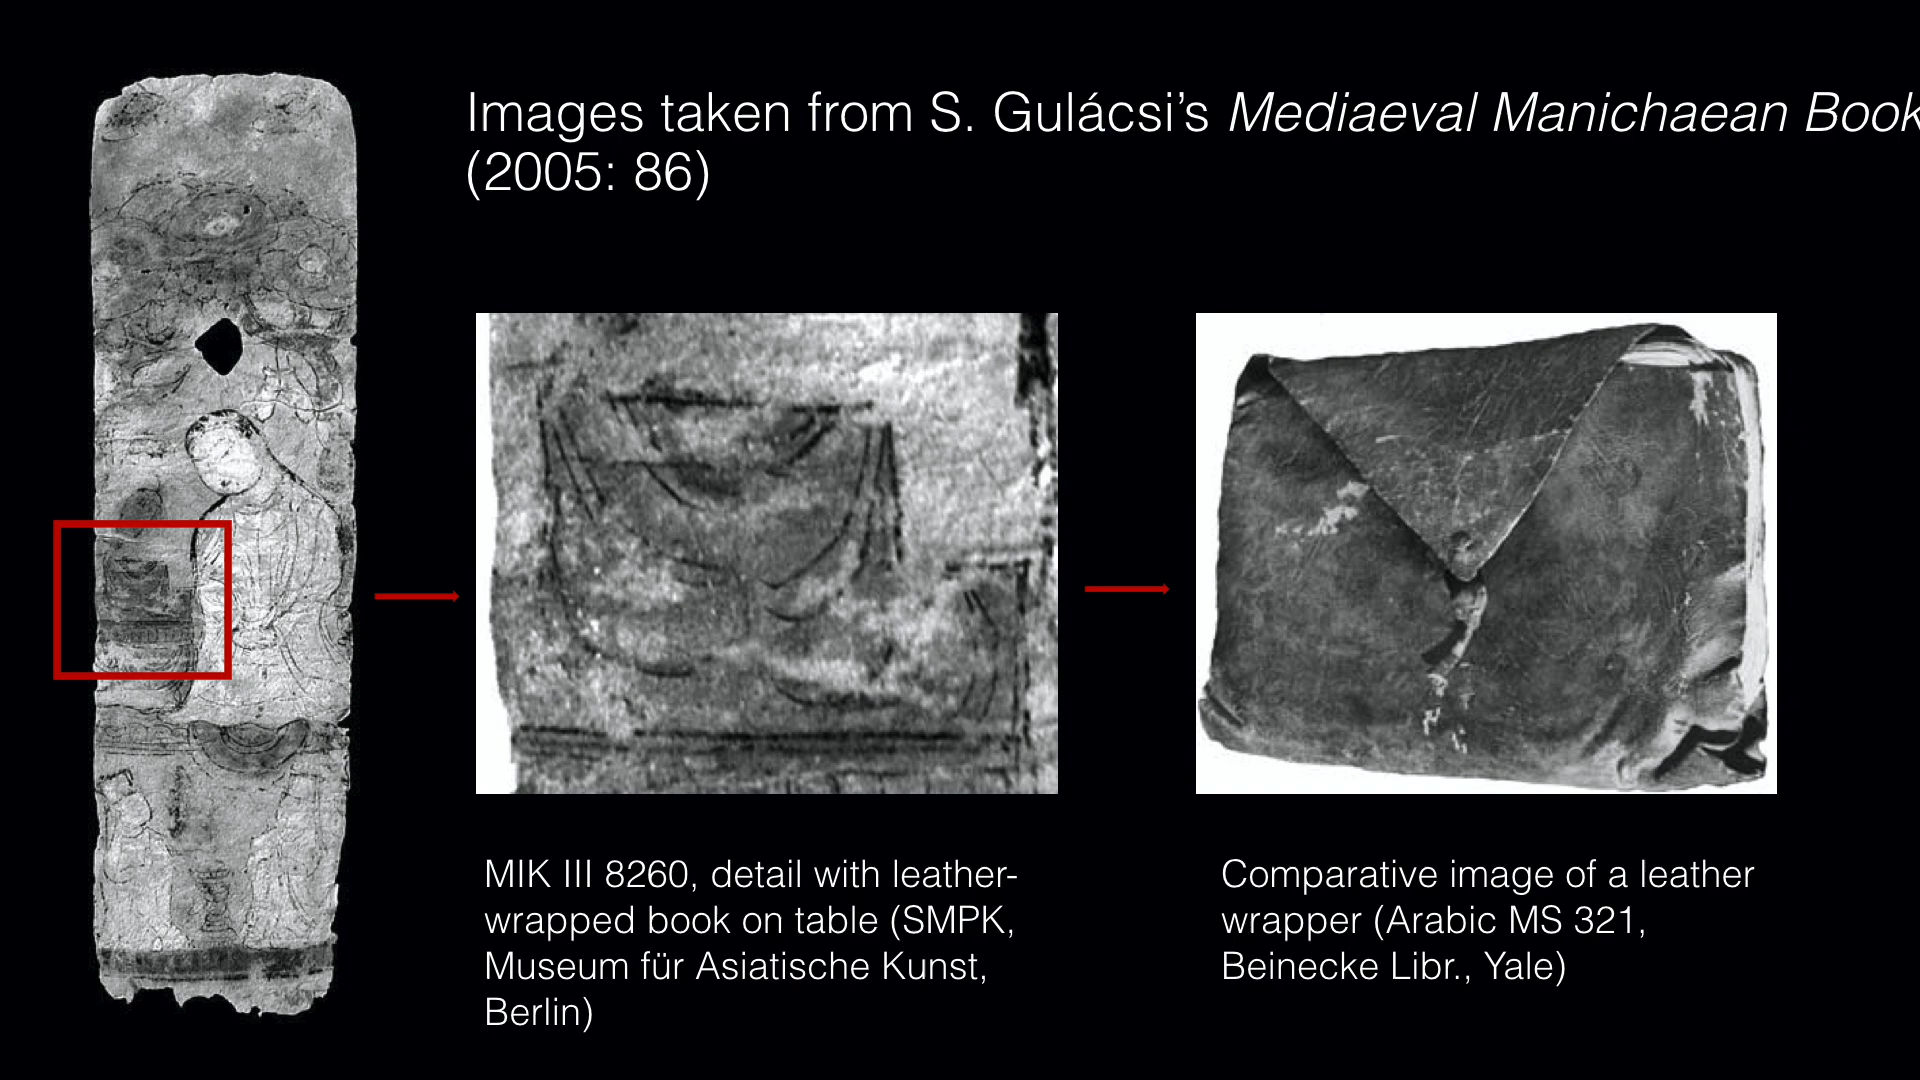 Images taken from S. Gulácsi’s Mediaeval Manichaean Book
(2005: 86)
MIK III 8260, detail with leather-
wrapped book on table (SMPK,
Museum für Asiatische Kunst,
Berlin)
Comparative image of a leather
wrapper (Arabic MS 321,
Beinecke Libr., Yale)